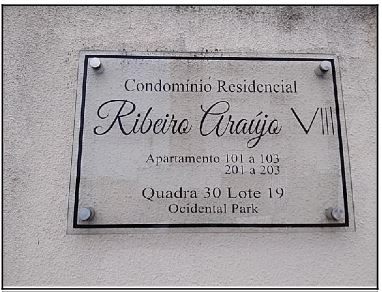 Condomínio Residencial
Ribeiro Araújo VIII
Apartamento 101 a 103
201 a 203
Quadra 30 Lote 19
Ocidental Park